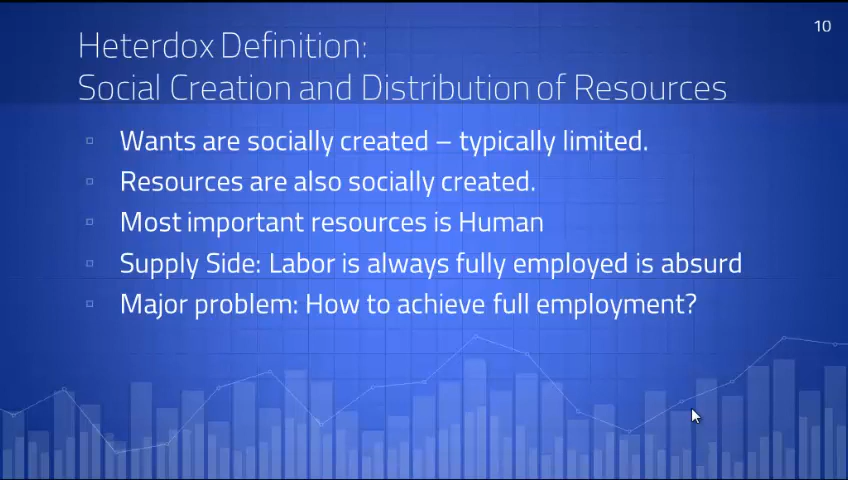 10
Heterdox Definition:
Social Creation and Distribution of Resources
Wants are socially created – typically limited.
Resources are also socially created.
Most important resources is Human
Supply Side: Labor is always fully employed is absurd
Major problem: How to achieve full employment?